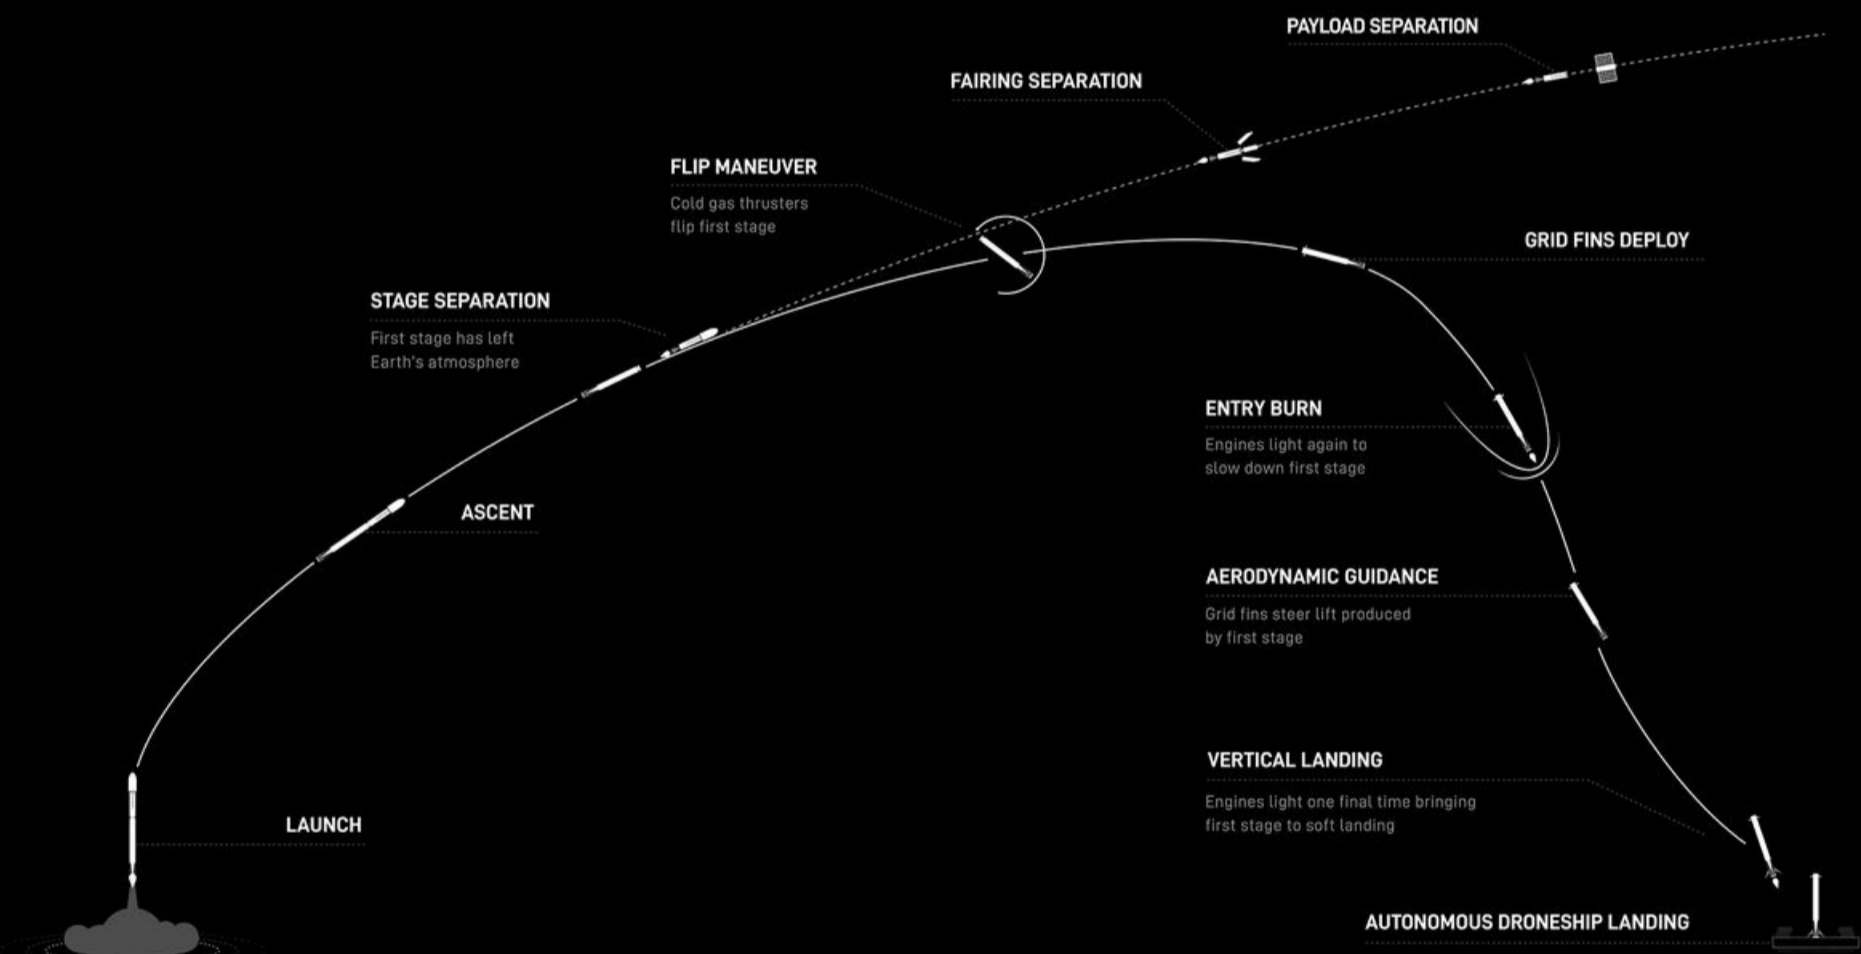 PAYLOAD SEPARATION
FAIRING SEPARATION
FLIP MANEUVER
Cold gas thrusters
flip first stage
GRID FINS DEPLOY
STAGE SEPARATION
First stage has left
Earth's atmosphere
ENTRY BURN
Engines light again to
slow down first stage
ASCENT
AERODYNAMIC GUIDANCE
Grid fins steer lift produced
by first stage
VERTICAL LANDING
Engines light one final time bringing
first stage to soft landing
LAUNCH
AUTONOMOUS DRONESHIP LANDING